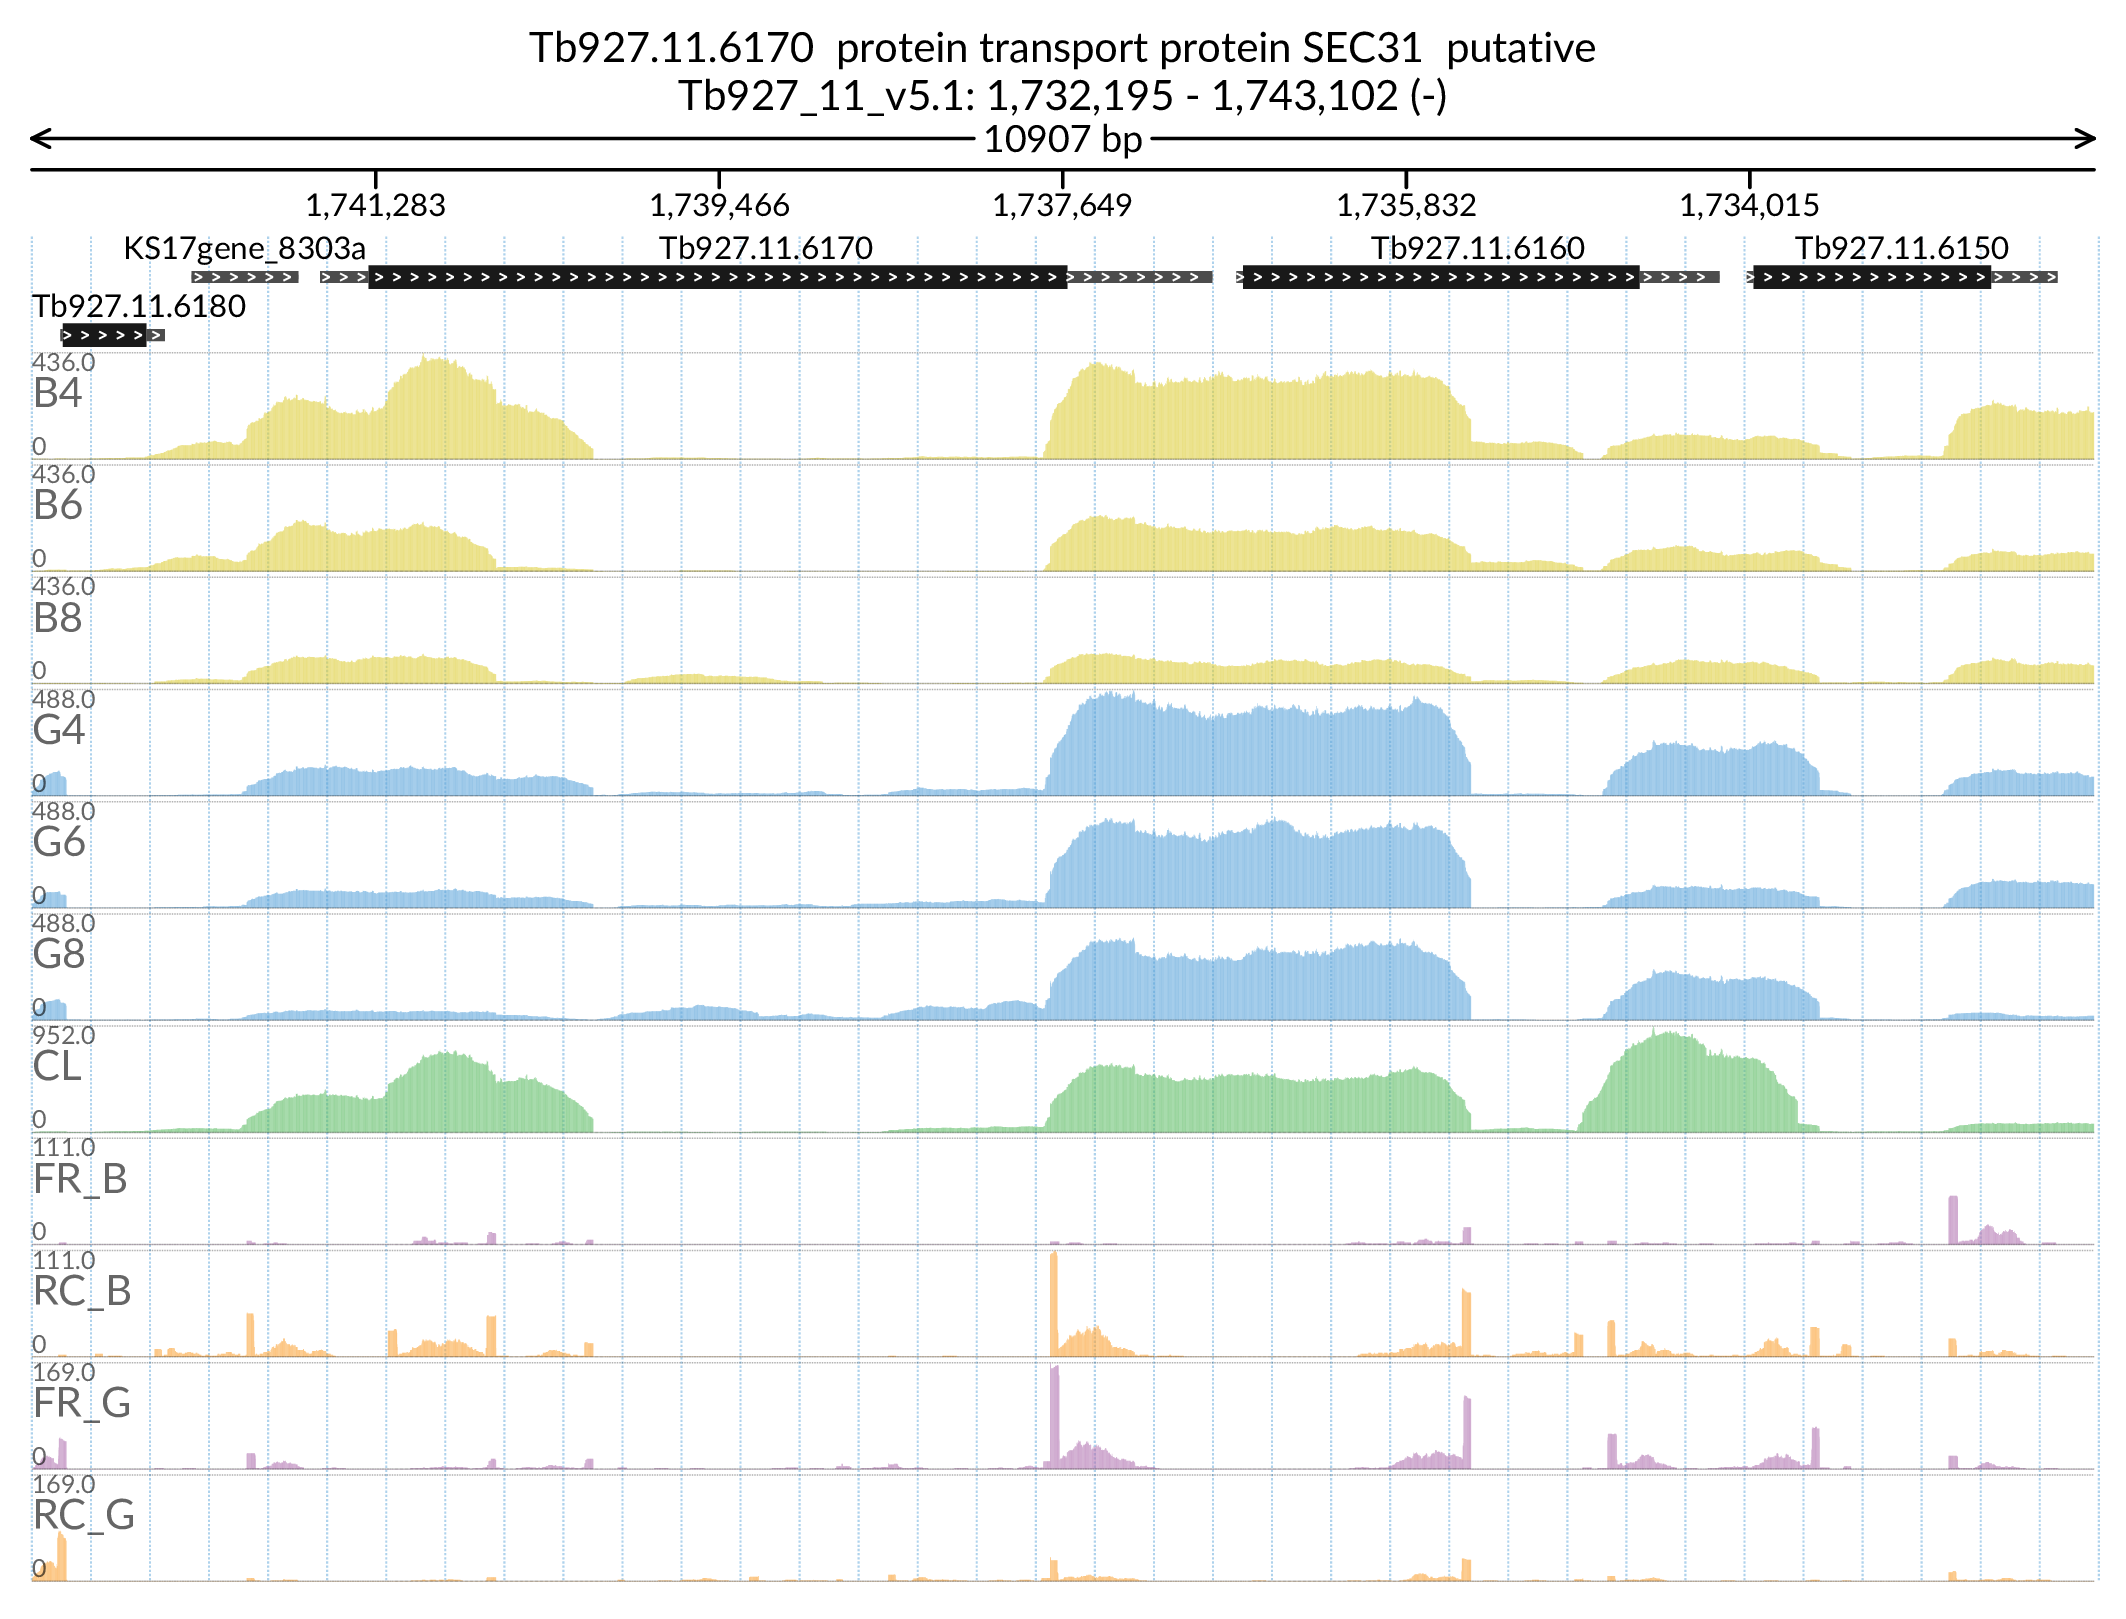 Tb927.11.6170  protein transport protein SEC31  putative
Tb927_11_v5.1: 1,732,195 - 1,743,102 (-)
10907 bp
1,741,283 1,739,466 1,737,649 1,735,832 1,734,015
KS17gene_8303a Tb927.11.6170 Tb927.11.6160 Tb927.11.6150
Tb927.11.6180
436.0
B4
0
436.0
B6
0
436.0
B8
0
488.0
G4
0
488.0
G6
0
488.0
G8
0
952.0
CL
0
111.0
FR_B
0
111.0
RC_B
0
169.0
FR_G
0
169.0
RC_G
0